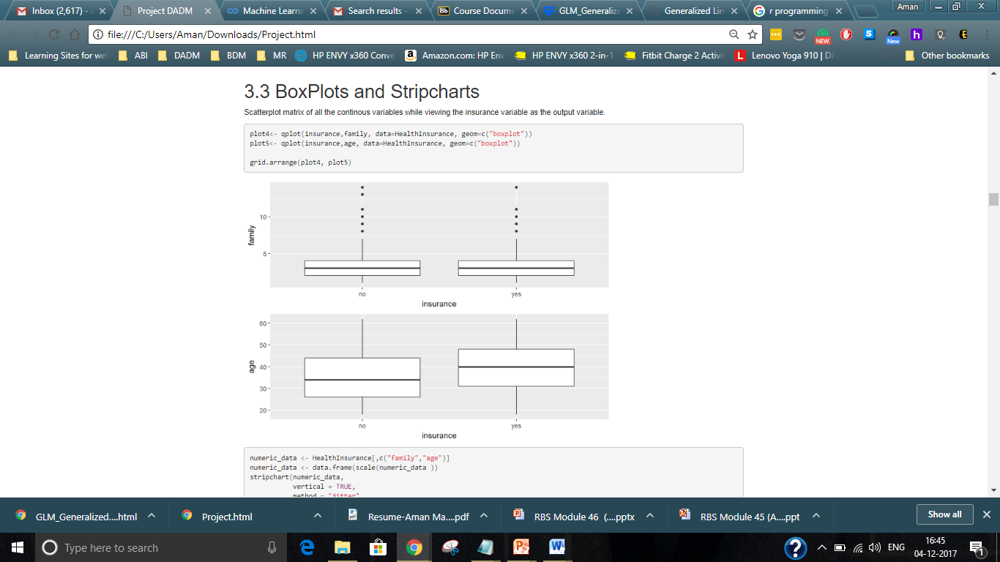 Inbox (2,617) -
Project DADM
Machine Learni
Search results -
Course Docume
GLM_Generalize
Generalized Lin
r programming
Aman
file:///C:/Users/Aman/Downloads/Project.html
NEW
New
Learning Sites for we
ABI
DADM
BDM
MR
HP ENVY x360 Conve
Amazon.com: HP Env
HP ENVY x360 2-in-1
Fitbit Charge 2 Activi
Lenovo Yoga 910 | Di
Other bookmarks
3.3 BoxPlots and Stripcharts
Scatterplot matrix of all the continous variables while viewing the insurance variable as the output variable.
plot4<- qplot(insurance,family, data=HealthInsurance, geom=c("boxplot"))
plot5<- qplot(insurance,age, data=HealthInsurance, geom=c("boxplot"))
grid.arrange(plot4, plot5)
10
5
family
no yes
insurance
60
50
40
30
20
age
no yes
insurance
numeric_data <- HealthInsurance[,c("family","age")]
numeric_data <- data.frame(scale(numeric_data ))
stripchart(numeric_data,
vertical = TRUE,
method = "jitter"
GLM_Generalized....html
Project.html
Resume-Aman Ma....pdf
RBS Module 46 (....pptx
RBS Module 45 (A....ppt
Show all
Type here to search
ENG
16:45
04-12-2017
1